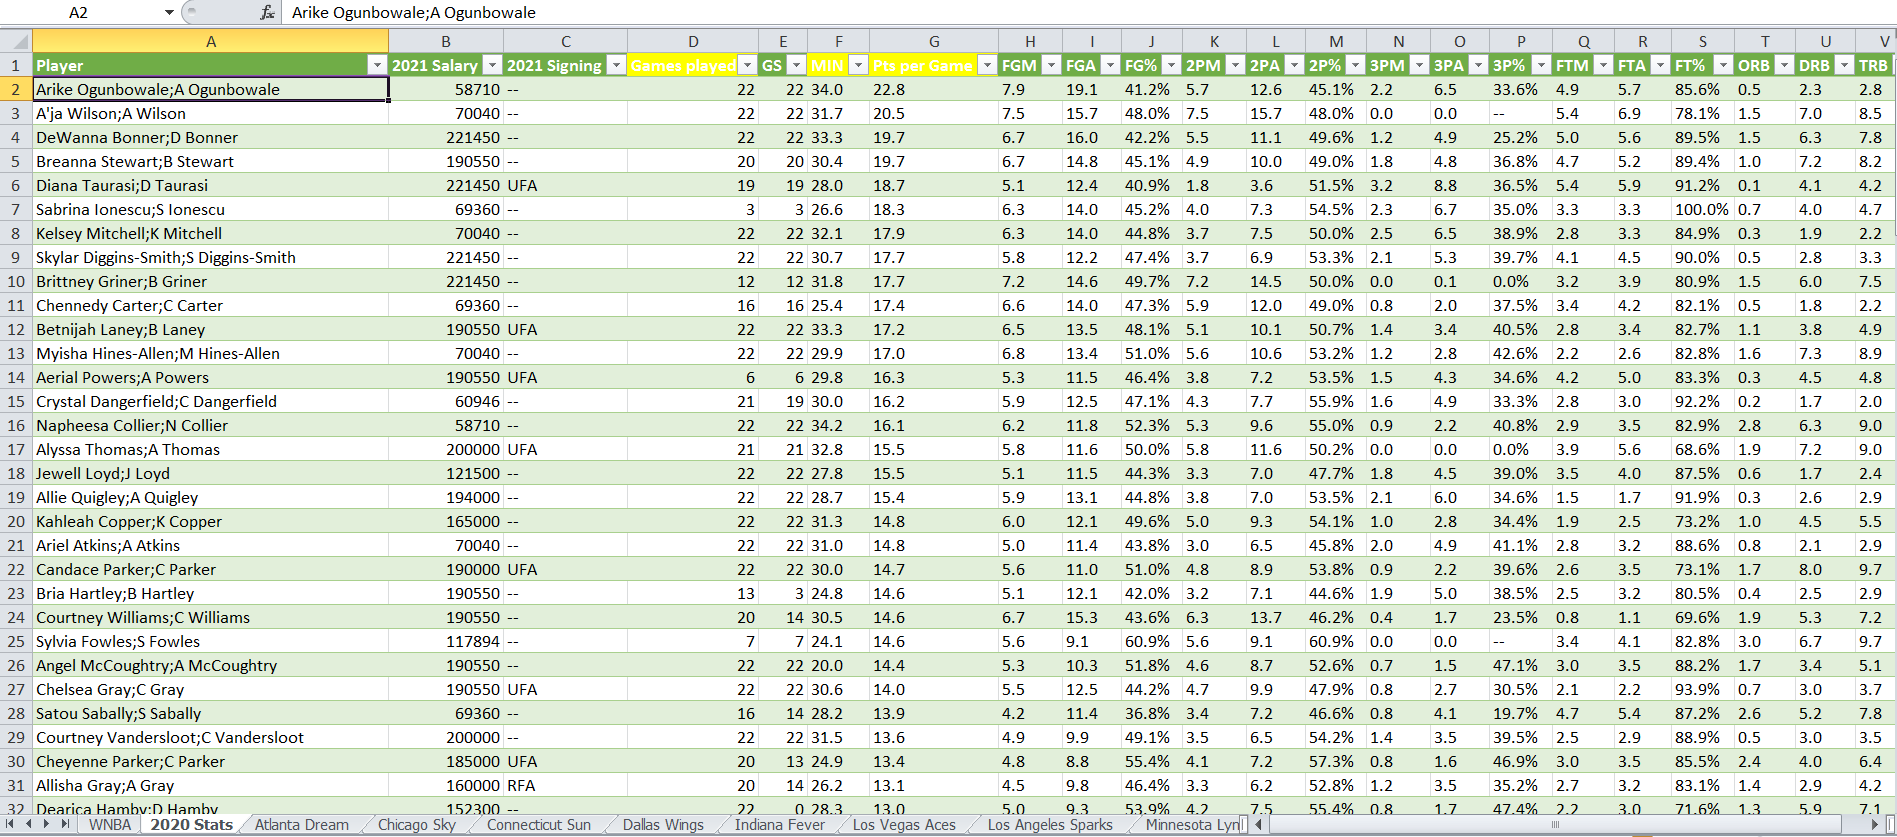 A2 fx Arike Ogunbowale;A Ogunbowale
A B C D E F G H I J K L M N O P Q R S T U V
1 Player 2021 Salary 2021 Signing Games played GS MIN Pts per Game FGM FGA FG% 2PM 2PA 2P% 3PM 3PA 3P% FTM FTA FT% ORB DRB TRB
2 Arike Ogunbowale;A Ogunbowale 58710 -- 22 22 34.0 22.8 7.9 19.1 41.2% 5.7 12.6 45.1% 2.2 6.5 33.6% 4.9 5.7 85.6% 0.5 2.3 2.8
3 A'ja Wilson;A Wilson 70040 -- 22 22 31.7 20.5 7.5 15.7 48.0% 7.5 15.7 48.0% 0.0 0.0 -- 5.4 6.9 78.1% 1.5 7.0 8.5
4 DeWanna Bonner;D Bonner 221450 -- 22 22 33.3 19.7 6.7 16.0 42.2% 5.5 11.1 49.6% 1.2 4.9 25.2% 5.0 5.6 89.5% 1.5 6.3 7.8
5 Breanna Stewart;B Stewart 190550 -- 20 20 30.4 19.7 6.7 14.8 45.1% 4.9 10.0 49.0% 1.8 4.8 36.8% 4.7 5.2 89.4% 1.0 7.2 8.2
6 Diana Taurasi;D Taurasi 221450 UFA 19 19 28.0 18.7 5.1 12.4 40.9% 1.8 3.6 51.5% 3.2 8.8 36.5% 5.4 5.9 91.2% 0.1 4.1 4.2
7 Sabrina Ionescu;S Ionescu 69360 -- 3 3 26.6 18.3 6.3 14.0 45.2% 4.0 7.3 54.5% 2.3 6.7 35.0% 3.3 3.3 100.0% 0.7 4.0 4.7
8 Kelsey Mitchell;K Mitchell 70040 -- 22 22 32.1 17.9 6.3 14.0 44.8% 3.7 7.5 50.0% 2.5 6.5 38.9% 2.8 3.3 84.9% 0.3 1.9 2.2
9 Skylar Diggins-Smith;S Diggins-Smith 221450 -- 22 22 30.7 17.7 5.8 12.2 47.4% 3.7 6.9 53.3% 2.1 5.3 39.7% 4.1 4.5 90.0% 0.5 2.8 3.3
10 Brittney Griner;B Griner 221450 -- 12 12 31.8 17.7 7.2 14.6 49.7% 7.2 14.5 50.0% 0.0 0.1 0.0% 3.2 3.9 80.9% 1.5 6.0 7.5
11 Chennedy Carter;C Carter 69360 -- 16 16 25.4 17.4 6.6 14.0 47.3% 5.9 12.0 49.0% 0.8 2.0 37.5% 3.4 4.2 82.1% 0.5 1.8 2.2
12 Betnijah Laney;B Laney 190550 UFA 22 22 33.3 17.2 6.5 13.5 48.1% 5.1 10.1 50.7% 1.4 3.4 40.5% 2.8 3.4 82.7% 1.1 3.8 4.9
13 Myisha Hines-Allen;M Hines-Allen 70040 -- 22 22 29.9 17.0 6.8 13.4 51.0% 5.6 10.6 53.2% 1.2 2.8 42.6% 2.2 2.6 82.8% 1.6 7.3 8.9
14 Aerial Powers;A Powers 190550 UFA 6 6 29.8 16.3 5.3 11.5 46.4% 3.8 7.2 53.5% 1.5 4.3 34.6% 4.2 5.0 83.3% 0.3 4.5 4.8
15 Crystal Dangerfield;C Dangerfield 60946 -- 21 19 30.0 16.2 5.9 12.5 47.1% 4.3 7.7 55.9% 1.6 4.9 33.3% 2.8 3.0 92.2% 0.2 1.7 2.0
16 Napheesa Collier;N Collier 58710 -- 22 22 34.2 16.1 6.2 11.8 52.3% 5.3 9.6 55.0% 0.9 2.2 40.8% 2.9 3.5 82.9% 2.8 6.3 9.0
17 Alyssa Thomas;A Thomas 200000 UFA 21 21 32.8 15.5 5.8 11.6 50.0% 5.8 11.6 50.2% 0.0 0.0 0.0% 3.9 5.6 68.6% 1.9 7.2 9.0
18 Jewell Loyd;J Loyd 121500 -- 22 22 27.8 15.5 5.1 11.5 44.3% 3.3 7.0 47.7% 1.8 4.5 39.0% 3.5 4.0 87.5% 0.6 1.7 2.4
19 Allie Quigley;A Quigley 194000 -- 22 22 28.7 15.4 5.9 13.1 44.8% 3.8 7.0 53.5% 2.1 6.0 34.6% 1.5 1.7 91.9% 0.3 2.6 2.9
20 Kahleah Copper;K Copper 165000 -- 22 22 31.3 14.8 6.0 12.1 49.6% 5.0 9.3 54.1% 1.0 2.8 34.4% 1.9 2.5 73.2% 1.0 4.5 5.5
21 Ariel Atkins;A Atkins 70040 -- 22 22 31.0 14.8 5.0 11.4 43.8% 3.0 6.5 45.8% 2.0 4.9 41.1% 2.8 3.2 88.6% 0.8 2.1 2.9
22 Candace Parker;C Parker 190000 UFA 22 22 30.0 14.7 5.6 11.0 51.0% 4.8 8.9 53.8% 0.9 2.2 39.6% 2.6 3.5 73.1% 1.7 8.0 9.7
23 Bria Hartley;B Hartley 190550 -- 13 3 24.8 14.6 5.1 12.1 42.0% 3.2 7.1 44.6% 1.9 5.0 38.5% 2.5 3.2 80.5% 0.4 2.5 2.9
24 Courtney Williams;C Williams 190550 -- 20 14 30.5 14.6 6.7 15.3 43.6% 6.3 13.7 46.2% 0.4 1.7 23.5% 0.8 1.1 69.6% 1.9 5.3 7.2
25 Sylvia Fowles;S Fowles 117894 -- 7 7 24.1 14.6 5.6 9.1 60.9% 5.6 9.1 60.9% 0.0 0.0 -- 3.4 4.1 82.8% 3.0 6.7 9.7
26 Angel McCoughtry;A McCoughtry 190550 -- 22 22 20.0 14.4 5.3 10.3 51.8% 4.6 8.7 52.6% 0.7 1.5 47.1% 3.0 3.5 88.2% 1.7 3.4 5.1
27 Chelsea Gray;C Gray 190550 UFA 22 22 30.6 14.0 5.5 12.5 44.2% 4.7 9.9 47.9% 0.8 2.7 30.5% 2.1 2.2 93.9% 0.7 3.0 3.7
28 Satou Sabally;S Sabally 69360 -- 16 14 28.2 13.9 4.2 11.4 36.8% 3.4 7.2 46.6% 0.8 4.1 19.7% 4.7 5.4 87.2% 2.6 5.2 7.8
29 Courtney Vandersloot;C Vandersloot 200000 -- 22 22 31.5 13.6 4.9 9.9 49.1% 3.5 6.5 54.2% 1.4 3.5 39.5% 2.5 2.9 88.9% 0.5 3.0 3.5
30 Cheyenne Parker;C Parker 185000 UFA 20 13 24.9 13.4 4.8 8.8 55.4% 4.1 7.2 57.3% 0.8 1.6 46.9% 3.0 3.5 85.5% 2.4 4.0 6.4
31 Allisha Gray;A Gray 160000 RFA 20 14 26.2 13.1 4.5 9.8 46.4% 3.3 6.2 52.8% 1.2 3.5 35.2% 2.7 3.2 83.1% 1.4 2.9 4.2
32 Dearica Hamby;D Hamby 152300 -- 22 0 28.3 13.0 5.0 9.3 53.9% 4.2 7.5 55.4% 0.8 1.7 47.4% 2.2 3.0 71.6% 1.3 5.9 7.1
WNBA 2020 Stats Atlanta Dream Chicago Sky Connecticut Sun Dallas Wings Indiana Fever Los Vegas Aces Los Angeles Sparks Minnesota Lyn